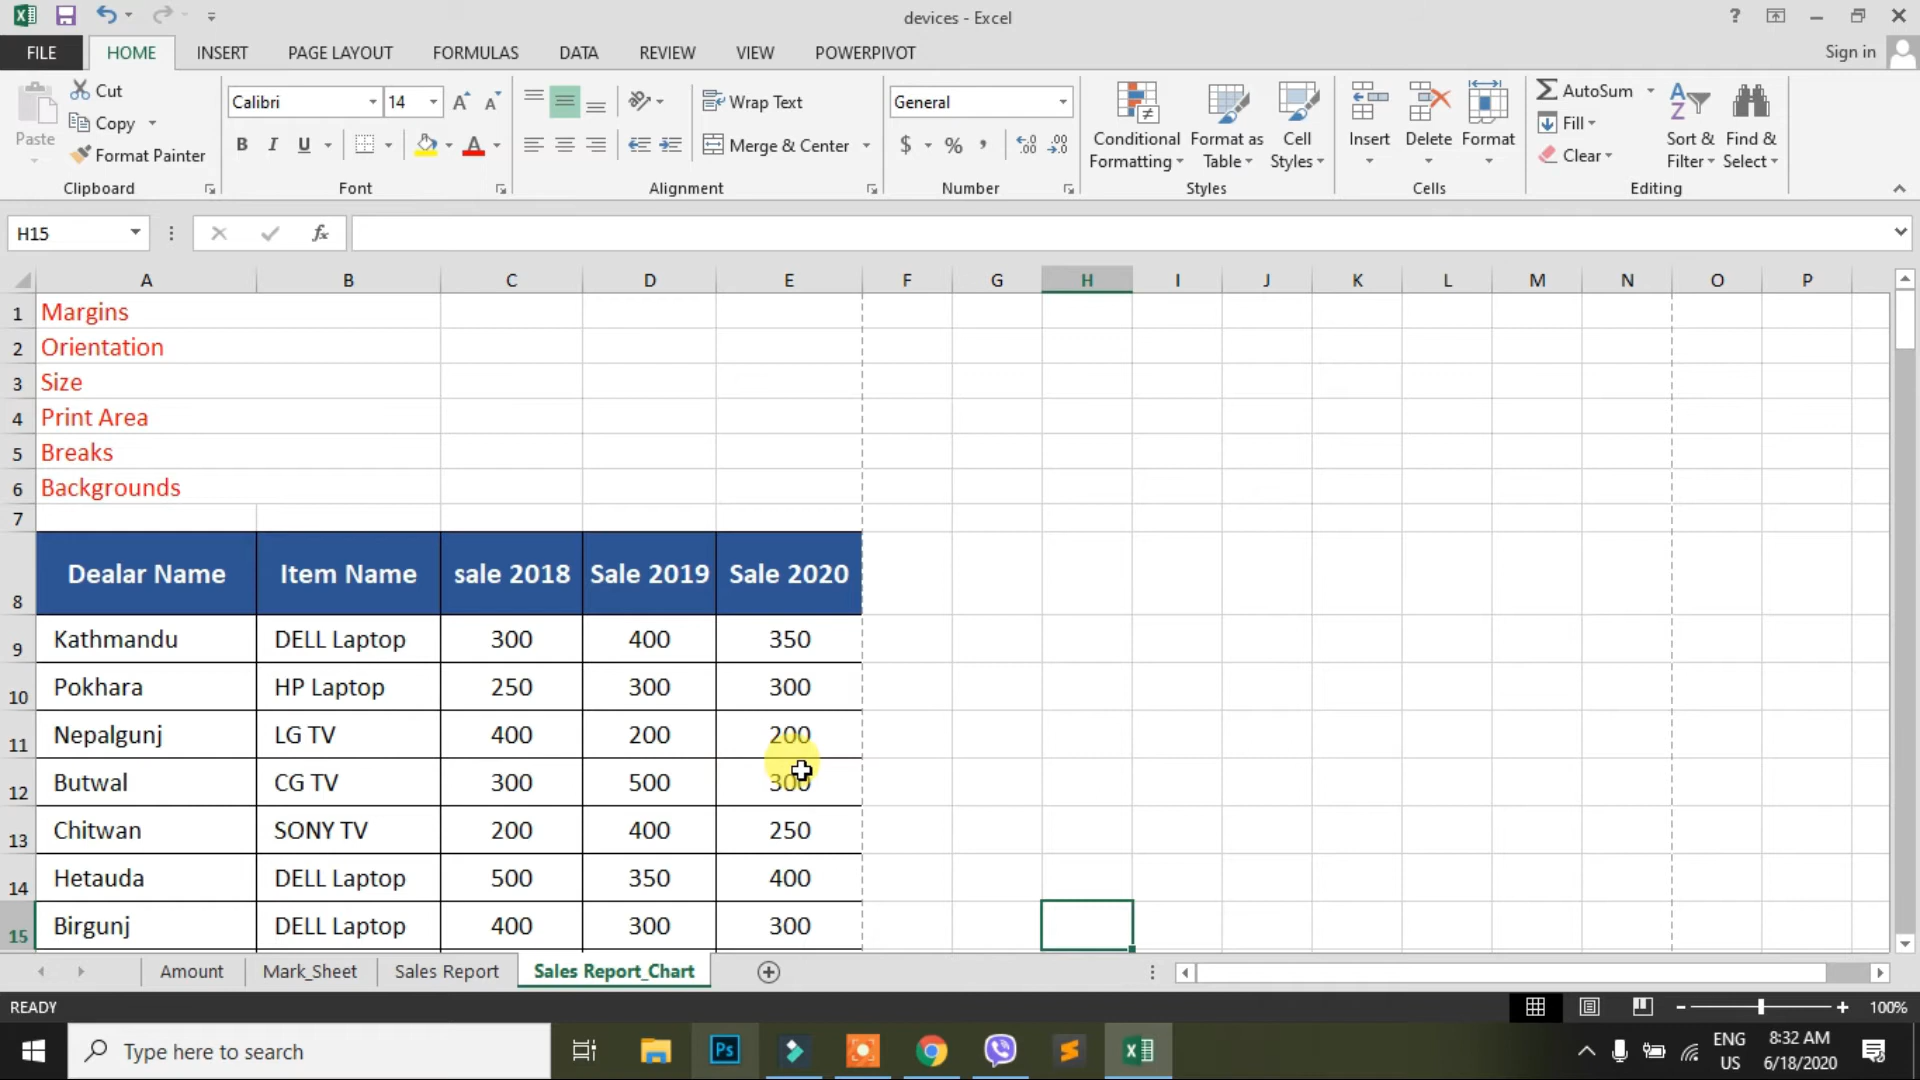 devices - Excel
?
FILE HOME INSERT PAGE LAYOUT FORMULAS DATA REVIEW VIEW POWERPIVOT Sign in
Paste Cut Copy Format Painter Clipboard
Calibri 14 B I U A Font
Wrap Text Merge & Center Alignment
General $ % , Number
Conditional Formatting Format as Table Cell Styles Styles
Insert Delete Format Cells
AutoSum Fill Clear Sort & Filter Find & Select Editing
H15 fx
A B C D E F G H I J K L M N O P
1 Margins
2 Orientation
3 Size
4 Print Area
5 Breaks
6 Backgrounds
7
8 Dealar Name Item Name sale 2018 Sale 2019 Sale 2020
9 Kathmandu DELL Laptop 300 400 350
10 Pokhara HP Laptop 250 300 300
11 Nepalgunj LG TV 400 200 200
12 Butwal CG TV 300 500 300
13 Chitwan SONY TV 200 400 250
14 Hetauda DELL Laptop 500 350 400
15 Birgunj DELL Laptop 400 300 300
Amount Mark_Sheet Sales Report Sales Report_Chart
READY 100%
Type here to search Ps ENG US 8:32 AM 6/18/2020